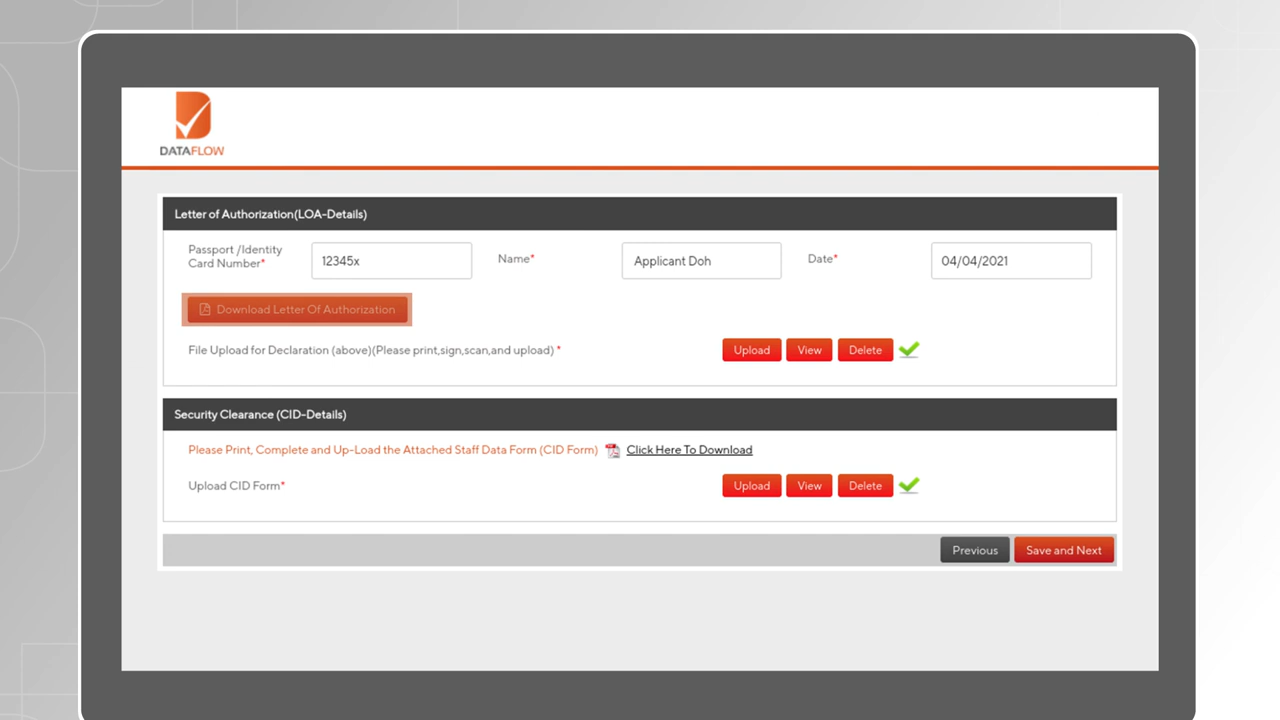 DATAFLOW
Letter of Authorization(LOA-Details)
Passport /Identity
Card Number*
12345x
Name*
Applicant Doh
Date*
04/04/2021
Download Letter Of Authorization
File Upload for Declaration (above)(Please print,sign,scan,and upload) *
Upload
View
Delete
Security Clearance (CID-Details)
Please Print, Complete and Up-Load the Attached Staff Data Form (CID Form)
Click Here To Download
Upload CID Form*
Upload
View
Delete
Previous
Save and Next